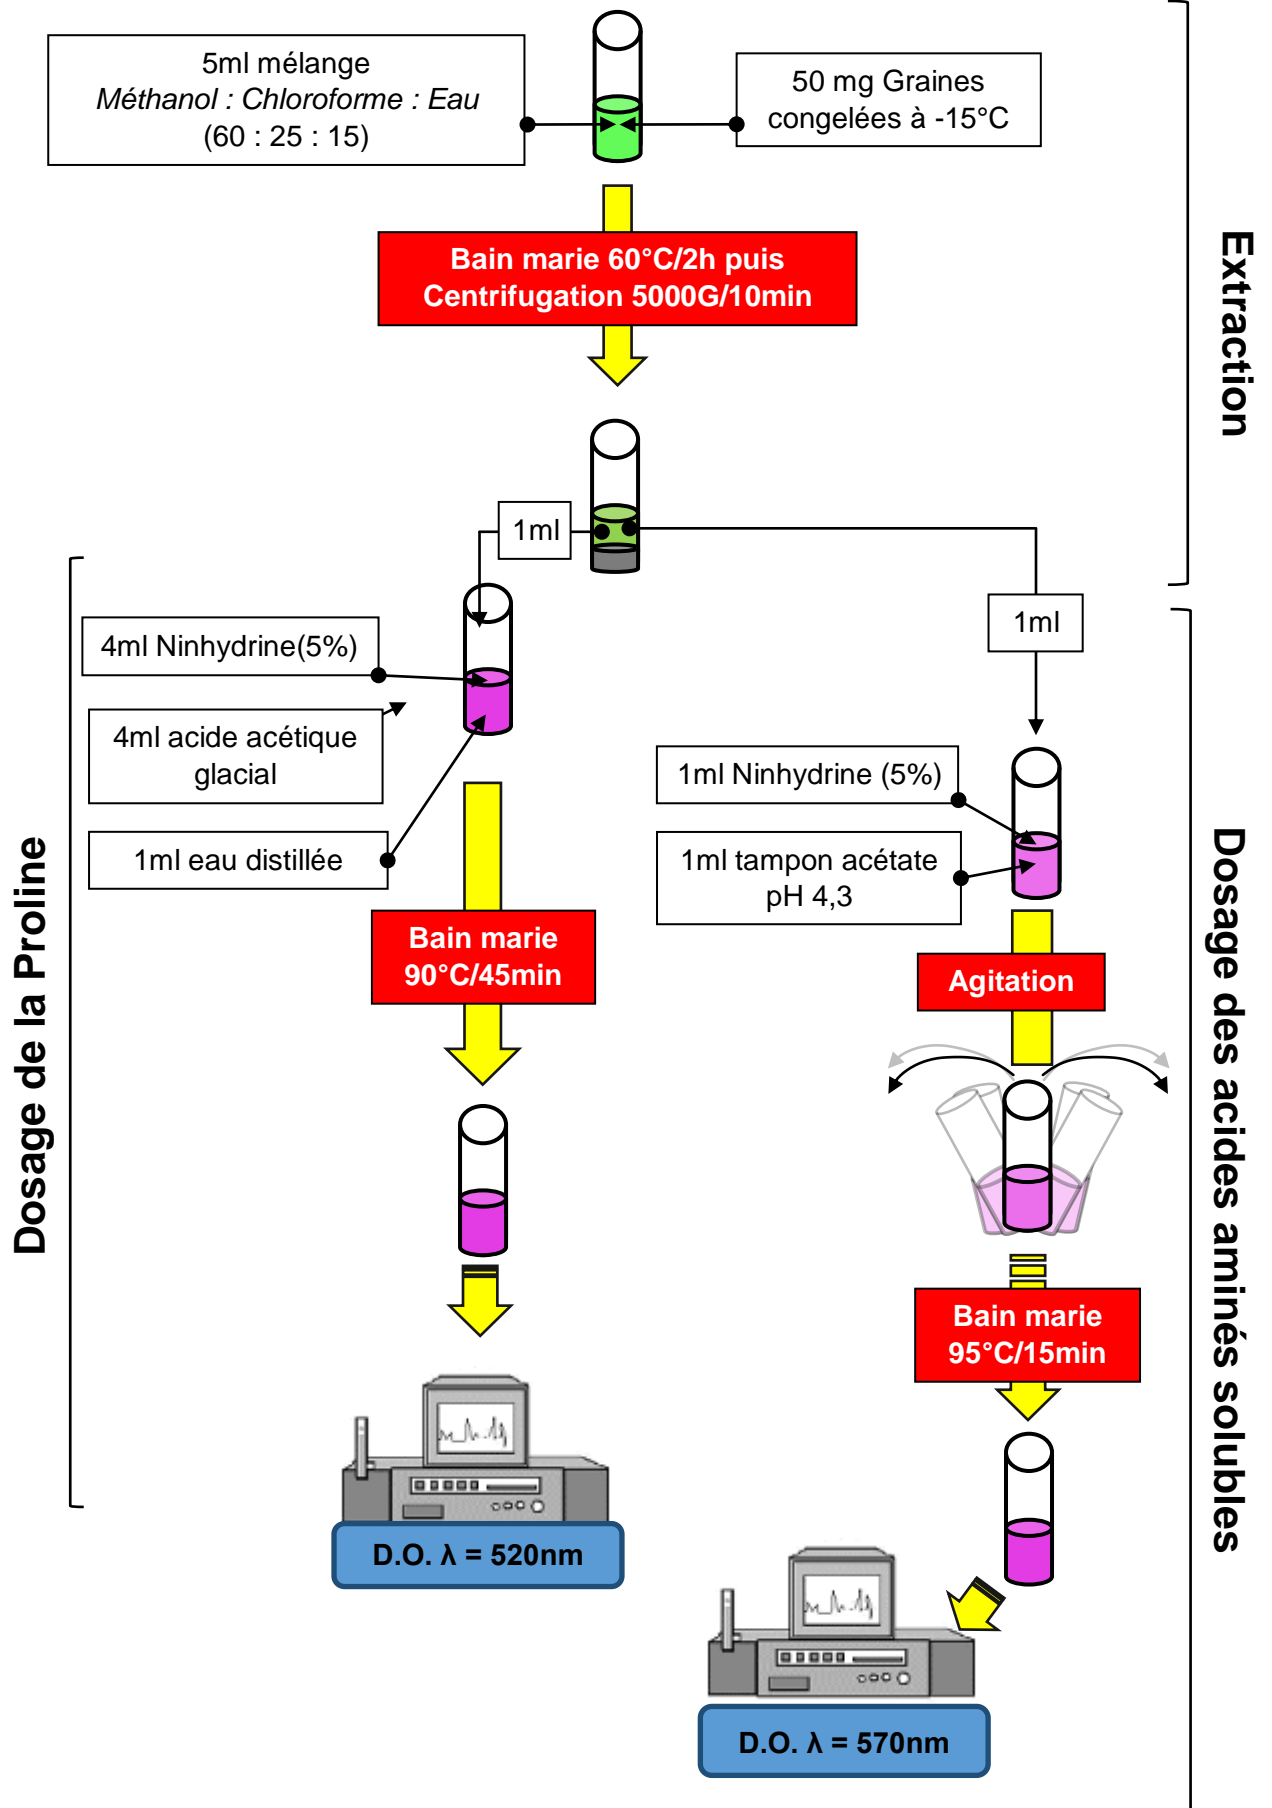 5ml mélange
Méthanol : Chloroforme : Eau
(60 : 25 : 15)
50 mg Graines
congelées à -15°C
Bain marie 60°C/2h puis
Centrifugation 5000G/10min
Extraction
1ml
1ml
Dosage de la Proline
4ml Ninhydrine(5%)
4ml acide acétique
glacial
1ml eau distillée
Bain marie
90°C/45min
D.O. λ = 520nm
Dosage des acides aminés solubles
1ml Ninhydrine (5%)
1ml tampon acétate
pH 4,3
Agitation
Bain marie
95°C/15min
D.O. λ = 570nm